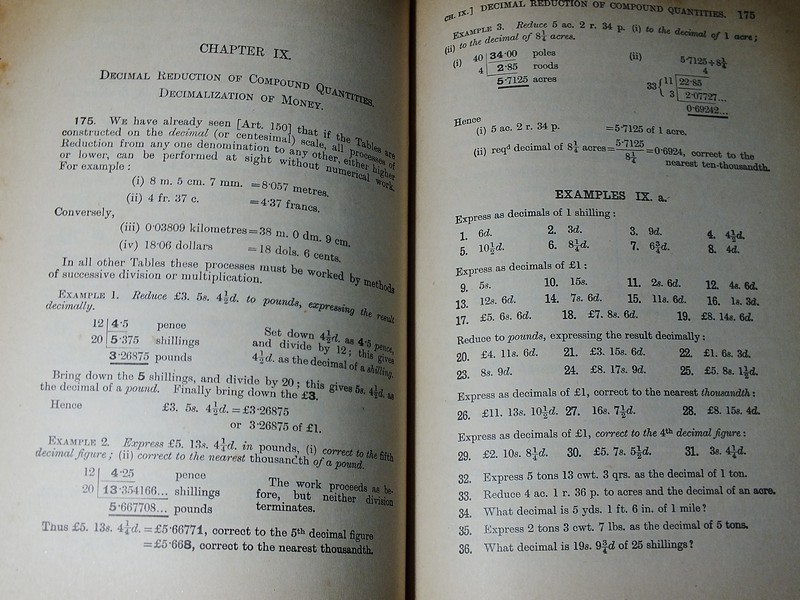 CHAPTER IX.
DECIMAL REDUCTION OF COMPOUND QUANTITIES.
DECIMALIZATION OF MONEY.
175. WE have already seen [Art. 150] that if the Tables are
constructed on the decimal (or centesimal) scale, all processes of
Reduction from any one denomination to any other, either higher
or lower, can be performed at sight without numerical work.
For example :
(i) 8 m. 5 cm. 7 mm. =8·057 metres.
(ii) 4 fr. 37 c. =4·37 francs.
Conversely,
(iii) 0·03809 kilometres=38 m. 0 dm. 9 cm.
(iv) 18·06 dollars =18 dols. 6 cents.
In all other Tables these processes must be worked by methods
of successive division or multiplication.
EXAMPLE 1. Reduce £3. 5s. 4½d. to pounds, expressing the result
decimally.
12 | 4·5 pence
20 | 5·375 shillings
3·26875 pounds
Set down 4½d. as 4·5 pence,
and divide by 12; this gives
4½d. as the decimal of a shilling.
Bring down the 5 shillings, and divide by 20; this gives 5s. 4½d. as
the decimal of a pound. Finally bring down the £3.
Hence £3. 5s. 4½d. = £3·26875
or 3·26875 of £1.
EXAMPLE 2. Express £5. 13s. 4¼d. in pounds, (i) correct to the fifth
decimal figure; (ii) correct to the nearest thousandth of a pound.
12 | 4·25 pence
20 | 13·354166... shillings
5·667708... pounds
The work proceeds as be-
fore, but neither division
terminates.
Thus £5. 13s. 4¼d. = £5·66771, correct to the 5th decimal figure
= £5·668, correct to the nearest thousandth.
CH. IX.] DECIMAL REDUCTION OF COMPOUND QUANTITIES. 175
EXAMPLE 3. Reduce 5 ac. 2 r. 34 p. (i) to the decimal of 1 acre;
(ii) to the decimal of 8¼ acres.
(i) 40 | 34·00 poles
4 | 2·85 roods
5·7125 acres
(ii) 5·7125÷8¼
4
33 { 11 | 22·85
3 | 2·07727...
0·69242...
Hence
(i) 5 ac. 2 r. 34 p. =5·7125 of 1 acre.
(ii) reqd decimal of 8¼ acres = 5·7125/8¼ = 0·6924, correct to the
nearest ten-thousandth.
EXAMPLES IX. a.
Express as decimals of 1 shilling :
1. 6d. 2. 3d. 3. 9d. 4. 4½d.
5. 10½d. 6. 8¼d. 7. 6¾d. 8. 4d.
Express as decimals of £1 :
9. 5s. 10. 15s. 11. 2s. 6d. 12. 4s. 6d.
13. 12s. 6d. 14. 7s. 6d. 15. 11s. 6d. 16. 1s. 3d.
17. £5. 6s. 6d. 18. £7. 8s. 6d. 19. £8. 14s. 6d.
Reduce to pounds, expressing the result decimally :
20. £4. 11s. 6d. 21. £3. 15s. 6d. 22. £1. 6s. 3d.
23. 8s. 9d. 24. £8. 17s. 9d. 25. £5. 8s. 1½d.
Express as decimal of £1, correct to the nearest thousandth :
26. £11. 13s. 10½d. 27. 16s. 7½d. 28. £8. 15s. 4d.
Express as decimal of £1, correct to the 4th decimal figure :
29. £2. 10s. 8¼d. 30. £5. 7s. 5½d. 31. 3s. 4¼d.
32. Express 5 tons 13 cwt. 3 qrs. as the decimal of 1 ton.
33. Reduce 4 ac. 1 r. 36 p. to acres and the decimal of an acre.
34. What decimal is 5 yds. 1 ft. 6 in. of 1 mile?
35. Express 2 tons 3 cwt. 7 lbs. as the decimal of 5 tons.
36. What decimal is 19s. 9¾d of 25 shillings?